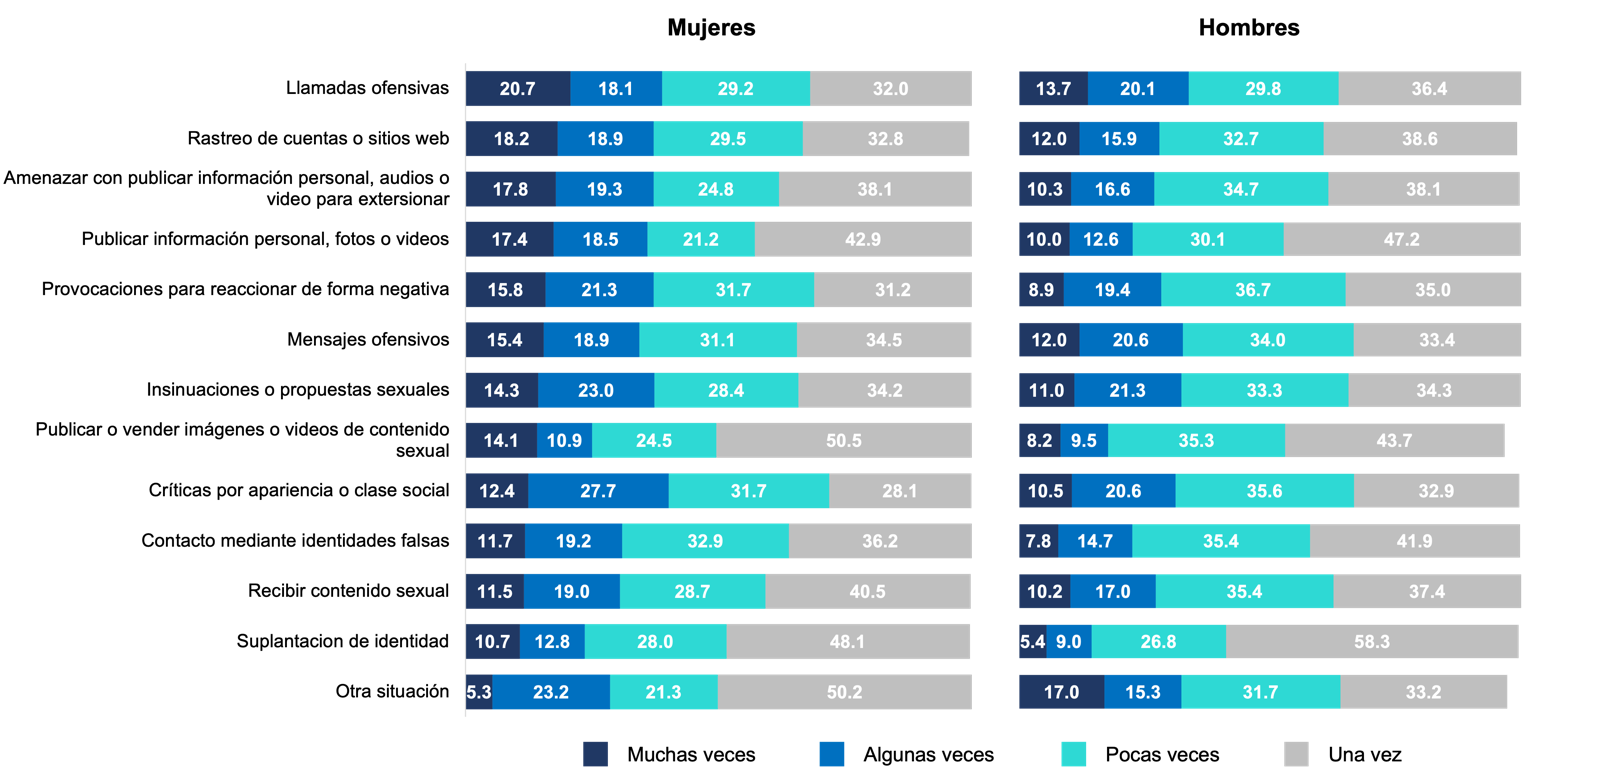 Mujeres Hombres
Llamadas ofensivas 20.7 18.1 29.2 32.0 13.7 20.1 29.8 36.4
Rastreo de cuentas o sitios web 18.2 18.9 29.5 32.8 12.0 15.9 32.7 38.6
Amenazar con publicar información personal, audios o
video para extersionar 17.8 19.3 24.8 38.1 10.3 16.6 34.7 38.1
Publicar información personal, fotos o videos 17.4 18.5 21.2 42.9 10.0 12.6 30.1 47.2
Provocaciones para reaccionar de forma negativa 15.8 21.3 31.7 31.2 8.9 19.4 36.7 35.0
Mensajes ofensivos 15.4 18.9 31.1 34.5 12.0 20.6 34.0 33.4
Insinuaciones o propuestas sexuales 14.3 23.0 28.4 34.2 11.0 21.3 33.3 34.3
Publicar o vender imágenes o videos de contenido
sexual 14.1 10.9 24.5 50.5 8.2 9.5 35.3 43.7
Críticas por apariencia o clase social 12.4 27.7 31.7 28.1 10.5 20.6 35.6 32.9
Contacto mediante identidades falsas 11.7 19.2 32.9 36.2 7.8 14.7 35.4 41.9
Recibir contenido sexual 11.5 19.0 28.7 40.5 10.2 17.0 35.4 37.4
Suplantacion de identidad 10.7 12.8 28.0 48.1 5.4 9.0 26.8 58.3
Otra situación 5.3 23.2 21.3 50.2 17.0 15.3 31.7 33.2
Muchas veces Algunas veces Pocas veces Una vez